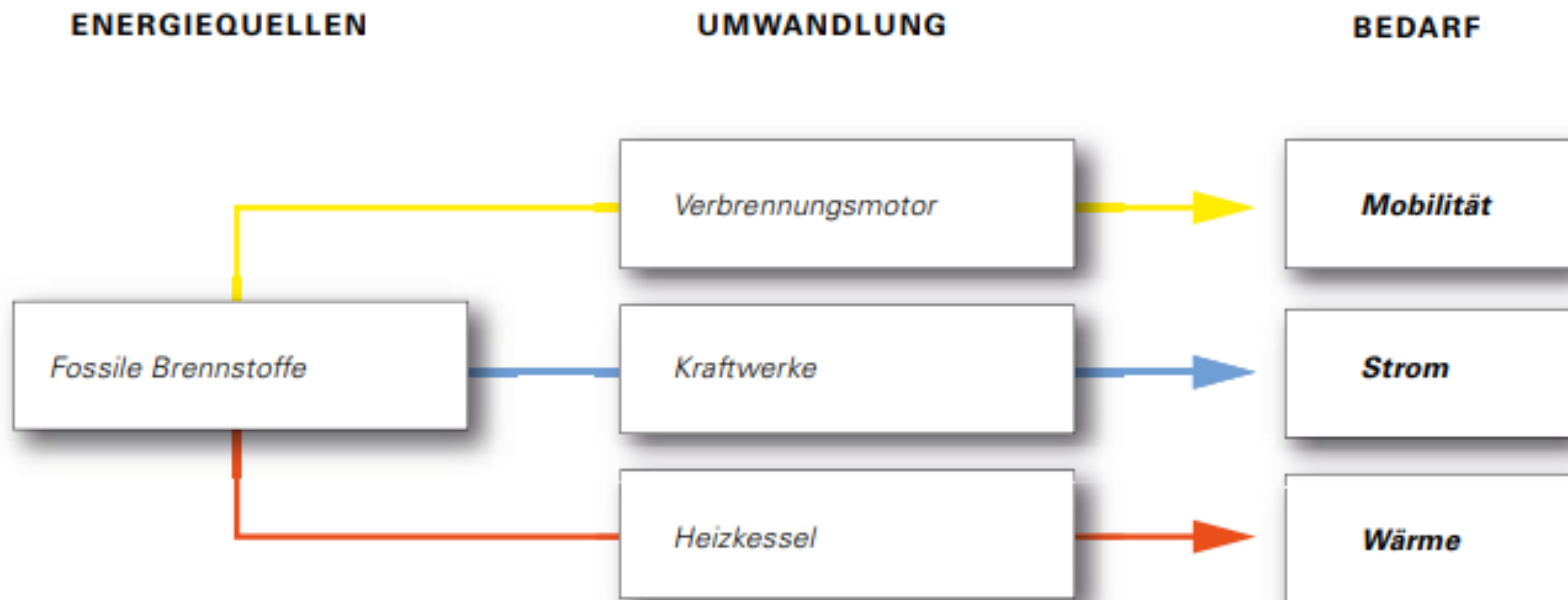 ENERGIEQUELLEN
UMWANDLUNG
BEDARF
Verbrennungsmotor
Mobilität
Fossile Brennstoffe
Kraftwerke
Strom
Heizkessel
Wärme